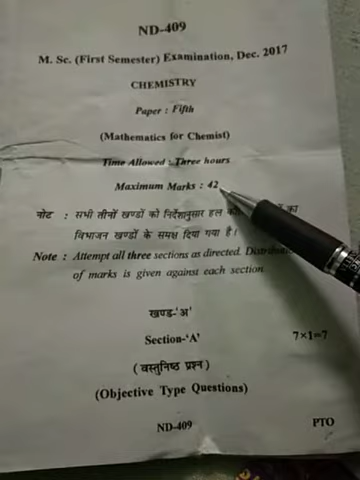 ND-409
M. Sc. (First Semester) Examination, Dec. 2017
CHEMISTRY
Paper : Fifth
(Mathematics for Chemist)
Time Allowed : Three hours
Maximum Marks : 42
नोट : सभी तीनों खण्डों को निर्देशानुसार हल का
विभाजन खण्डों के समक्ष दिया गया है।
Note : Attempt all three sections as directed.
of marks is given against each section
खण्ड-'अ'
Section-'A' 7×1=7
(वस्तुनिष्ठ प्रश्न)
(Objective Type Questions)
ND-409 PTO